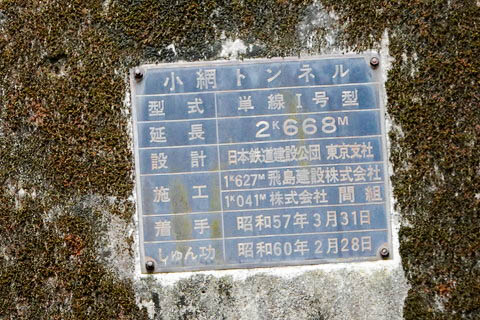 小網トンネル
型式 単線I号型
延長 2K668M
設計 日本鉄道建設公団 東京支社
施工 1K627M 飛島建設株式会社
1K041M 株式会社 間組
着手 昭和57年3月31日
しゅん功 昭和60年2月28日